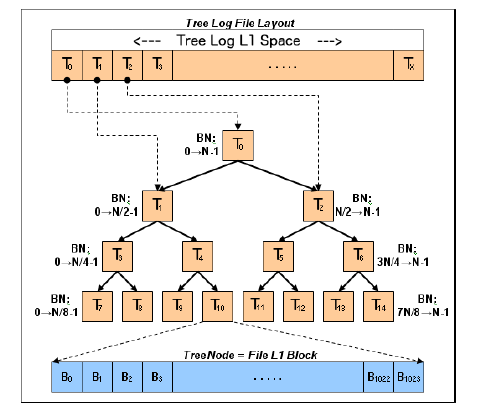 Tree Log File Layout
<--- Tree Log L1 Space --->
T0 T1 T2 T3 ..... Tx
BN: 0→N-1 T0
BN: 0→N/2-1 T1 T2 BN: N/2→N-1
BN: 0→N/4-1 T3 T4 T5 T6 BN: 3N/4→N-1
BN: 0→N/8-1 T7 T8 T9 T10 T11 T12 T13 T14 BN: 7N/8→N-1
TreeNode = File L1 Block
B0 B1 B2 B3 ..... B1022 B1023